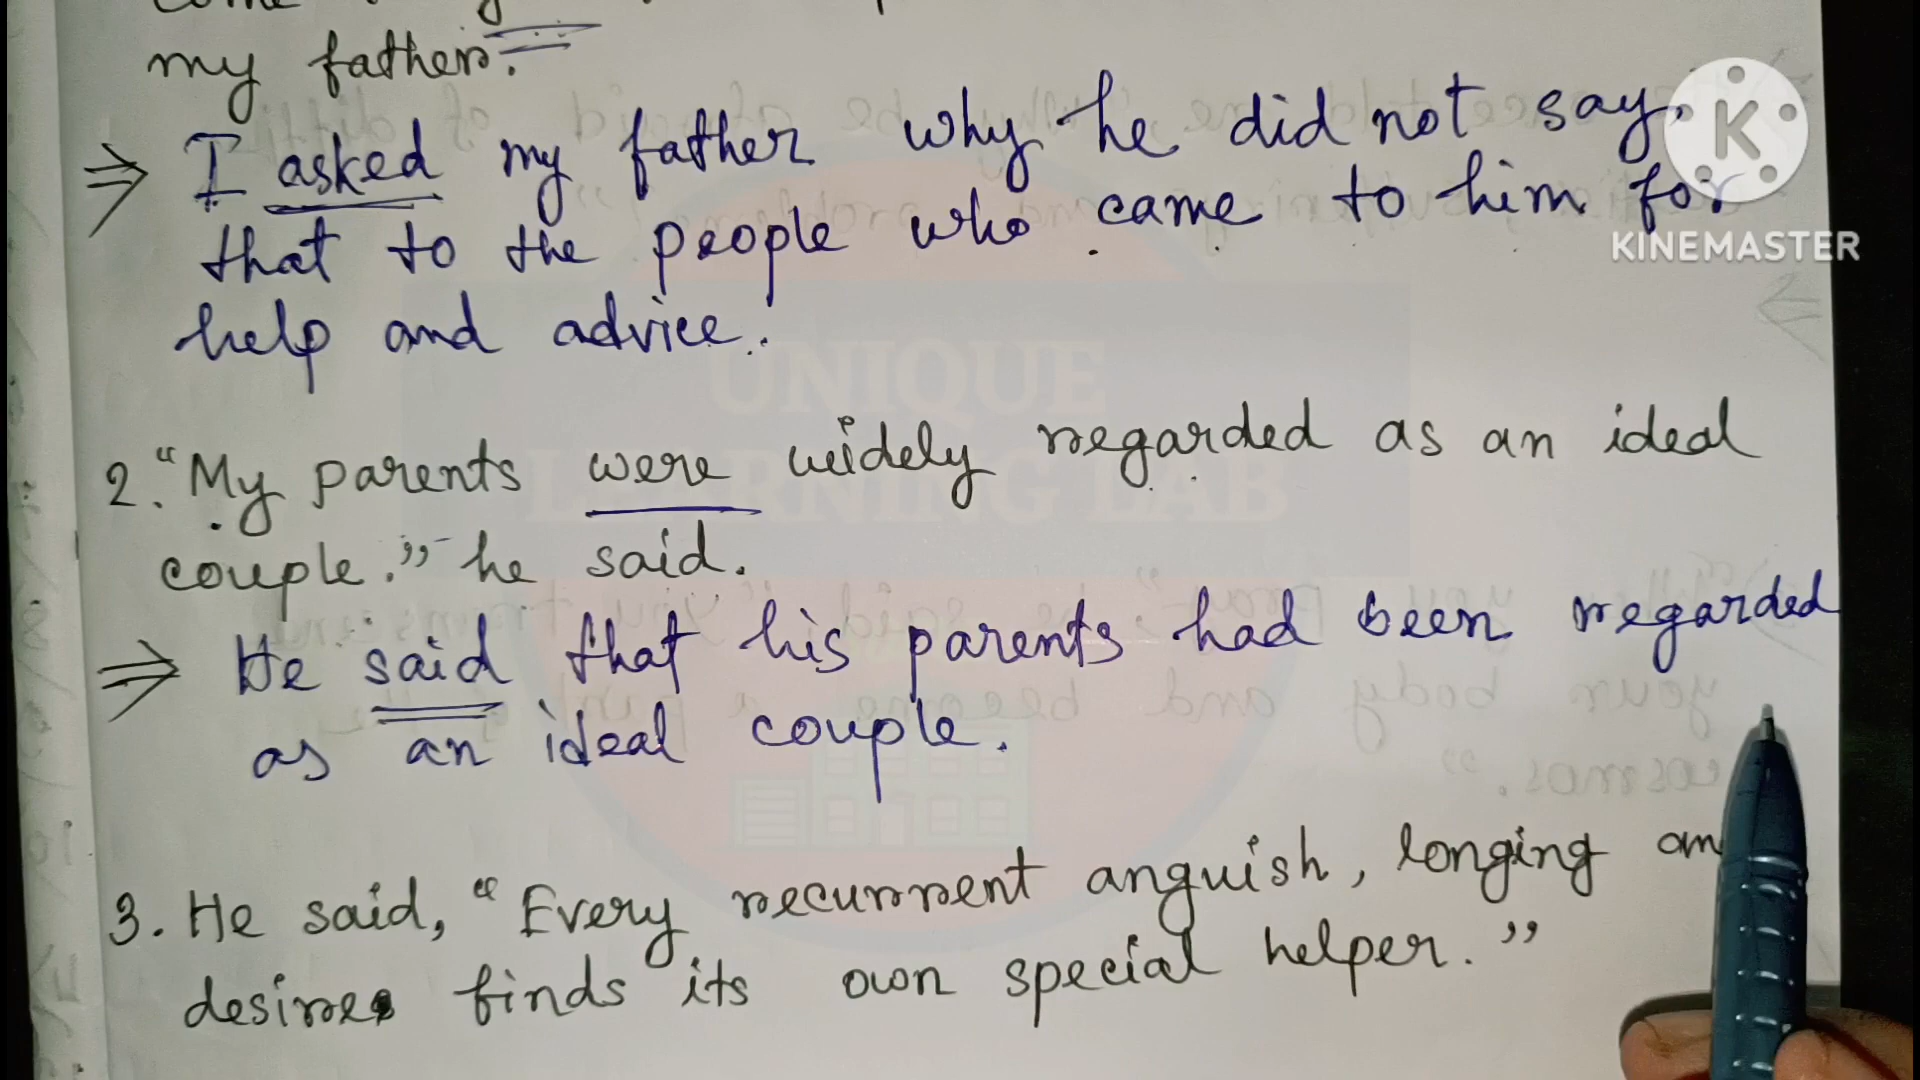 my father.
⇒ I asked my father why he did not say
that to the people who came to him for
help and advice.
2. "My parents were widely regarded as an ideal
couple." he said.
⇒ He said that his parents had been regarded
as an ideal couple.
3. He said, "Every recurrent anguish, longing an
desires finds its own special helper."
K
KINEMASTER
UNIQUE
LEARNING LAB